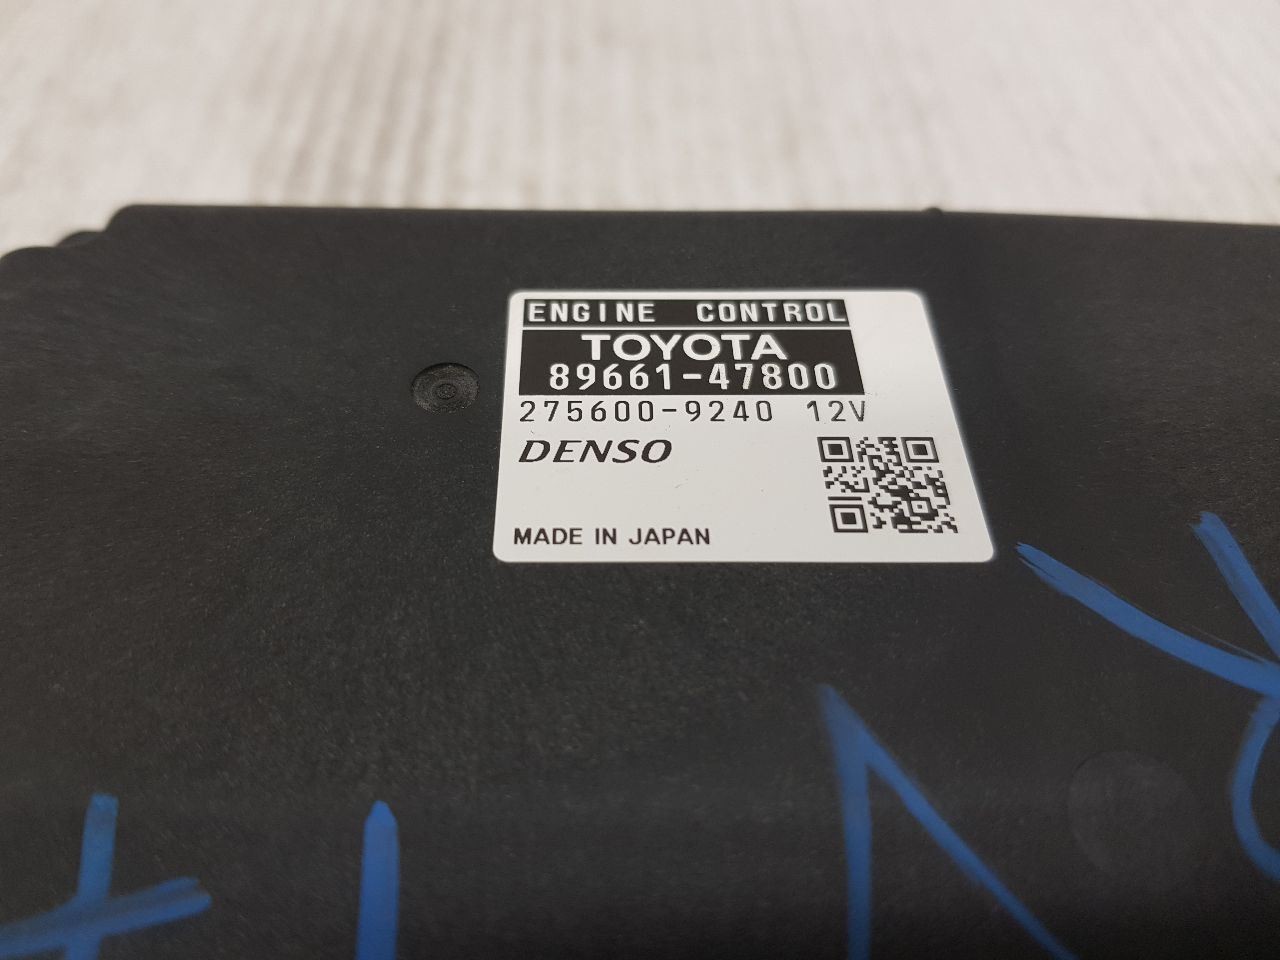 ENGINE CONTROL
TOYOTA
89661-47800
275600-9240 12V
DENSO
MADE IN JAPAN